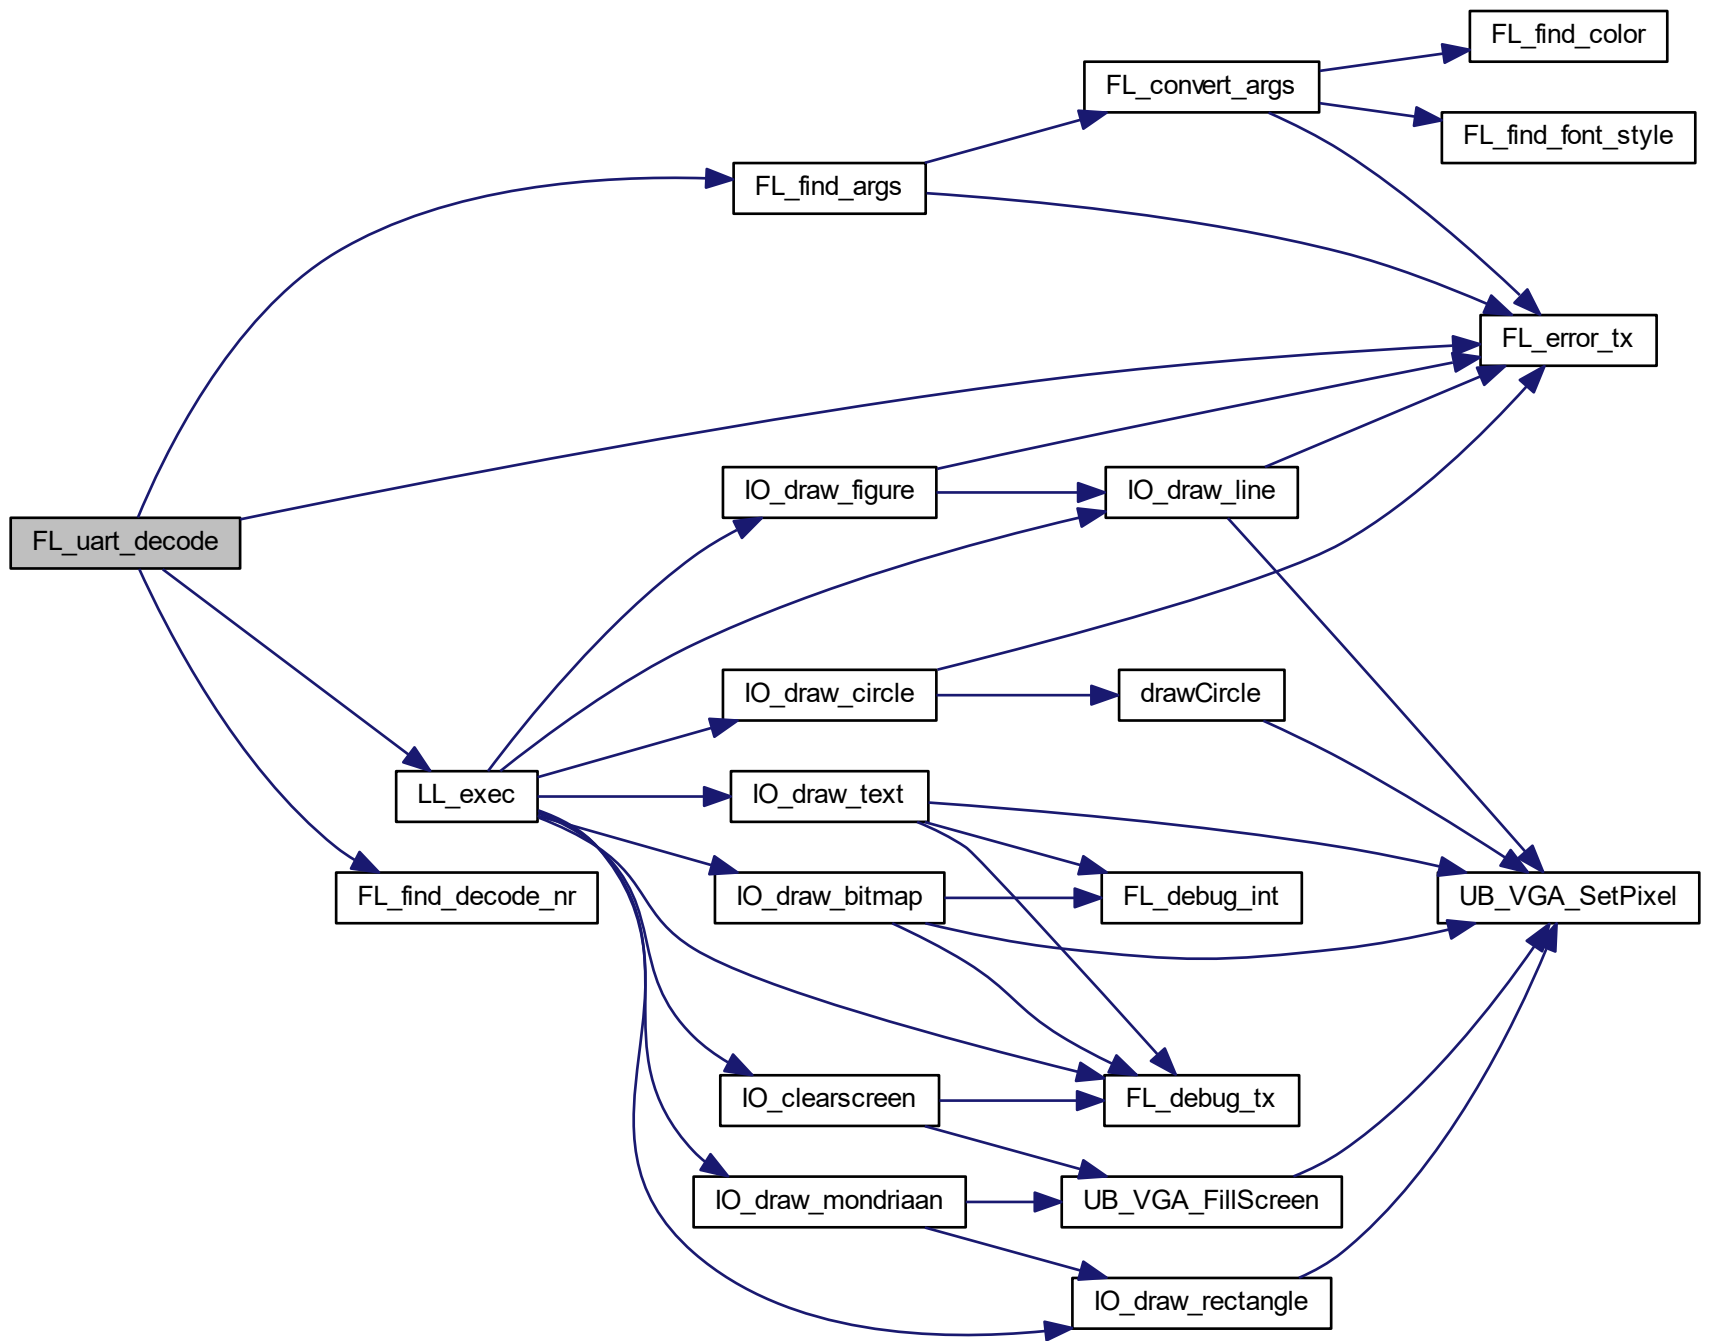 FL_find_color
FL_convert_args
FL_find_font_style
FL_find_args
FL_error_tx
IO_draw_figure
IO_draw_line
FL_uart_decode
IO_draw_circle
drawCircle
LL_exec
IO_draw_text
FL_find_decode_nr
IO_draw_bitmap
FL_debug_int
UB_VGA_SetPixel
IO_clearscreen
FL_debug_tx
IO_draw_mondriaan
UB_VGA_FillScreen
IO_draw_rectangle